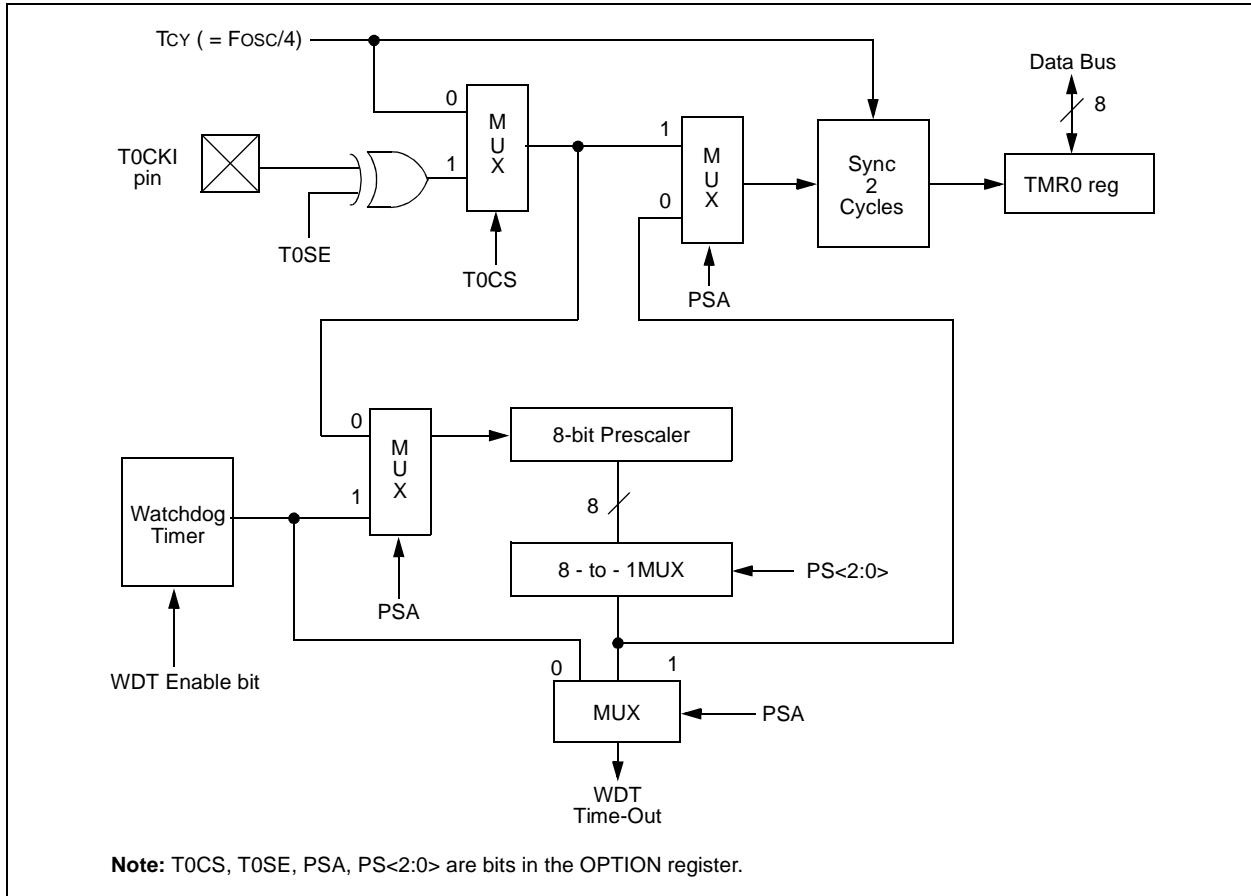 TCY ( = FOSC/4)
Data Bus
8
0
MUX
1
T0CKI
pin
T0SE
T0CS
1
MUX
0
PSA
Sync
2
Cycles
TMR0 reg
0
MUX
1
8-bit Prescaler
8
Watchdog
Timer
8 - to - 1MUX
PS<2:0>
PSA
WDT Enable bit
0
1
MUX
PSA
WDT
Time-Out
Note: T0CS, T0SE, PSA, PS<2:0> are bits in the OPTION register.